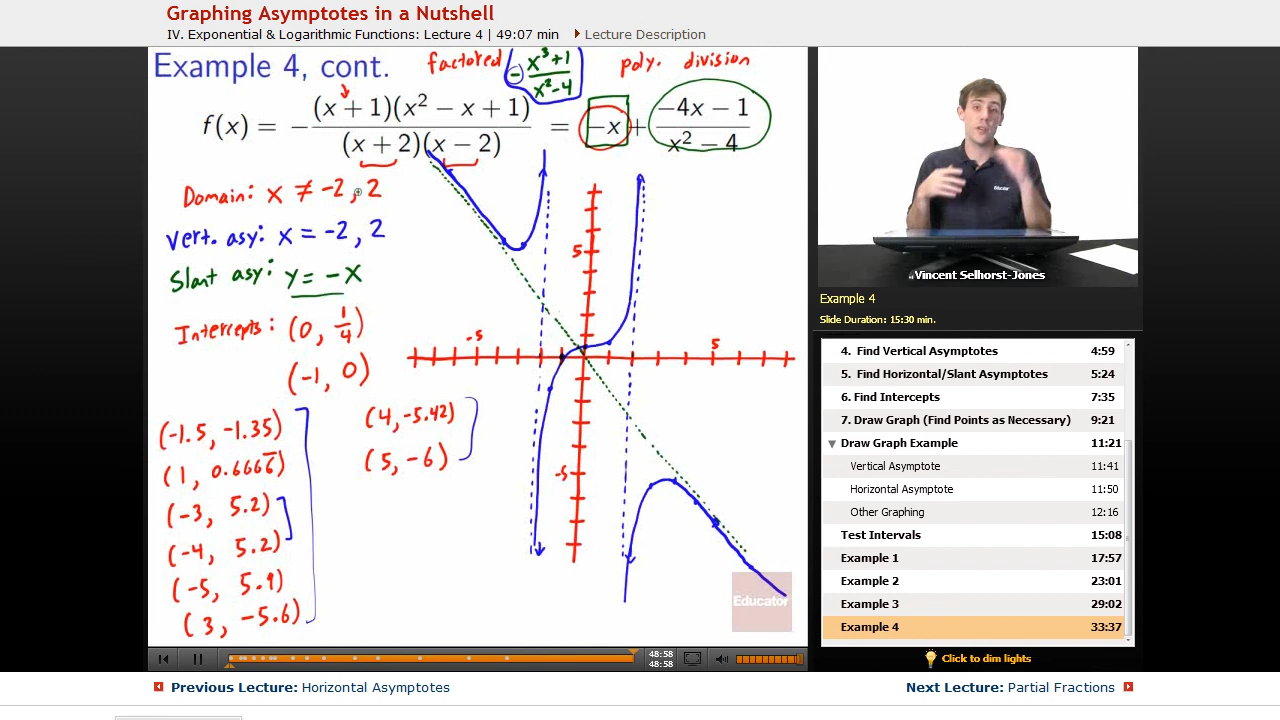 Graphing Asymptotes in a Nutshell
IV. Exponential & Logarithmic Functions: Lecture 4 | 49:07 min
Lecture Description
Example 4, cont.
factored
− x³+1 / x²−4
poly. division
f(x) = − (x + 1)(x² − x + 1) / (x + 2)(x − 2) = −x + −4x − 1 / x² − 4
Domain: x ≠ -2, 2
Vert. asy: x = -2, 2
Slant asy: y = -x
Intercepts: (0, 1/4)
(-1, 0)
(-1.5, -1.35)
(1, 0.6666̅)
(-3, 5.2)
(-4, 5.2)
(-5, 5.9)
(3, -5.6)
(4, -5.42)
(5, -6)
5
-5
5
-5
Educator
Vincent Selhorst-Jones
Example 4
Slide Duration: 15:30 min.
4. Find Vertical Asymptotes 4:59
5. Find Horizontal/Slant Asymptotes 5:24
6. Find Intercepts 7:35
7. Draw Graph (Find Points as Necessary) 9:21
Draw Graph Example 11:21
Vertical Asymptote 11:41
Horizontal Asymptote 11:50
Other Graphing 12:16
Test Intervals 15:08
Example 1 17:57
Example 2 23:01
Example 3 29:02
Example 4 33:37
48:58
48:58
Click to dim lights
Previous Lecture: Horizontal Asymptotes
Next Lecture: Partial Fractions